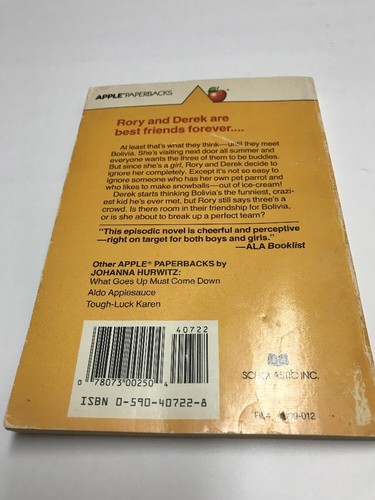 APPLE® PAPERBACKS
Rory and Derek are
best friends forever....
At least that's what they think—until they meet
Bolivia. She's visiting next door all summer and
everyone wants the three of them to be buddies.
But since she's a girl, Rory and Derek decide to
ignore her completely. Except it's not so easy to
ignore someone who has her own pet parrot and
who likes to make snowballs—out of ice-cream!
Derek starts thinking Bolivia's the funniest, crazi-
est kid he's ever met, but Rory still says three's a
crowd. Is there room in their friendship for Bolivia,
or is she about to break up a perfect team?
"This episodic novel is cheerful and perceptive
—right on target for both boys and girls."
—ALA Booklist
Other APPLE® PAPERBACKS by
JOHANNA HURWITZ:
What Goes Up Must Come Down
Aldo Applesauce
Tough-Luck Karen
40722
0 78073 00250 4
ISBN 0-590-40722-8
SCHOLASTIC INC.
009-012